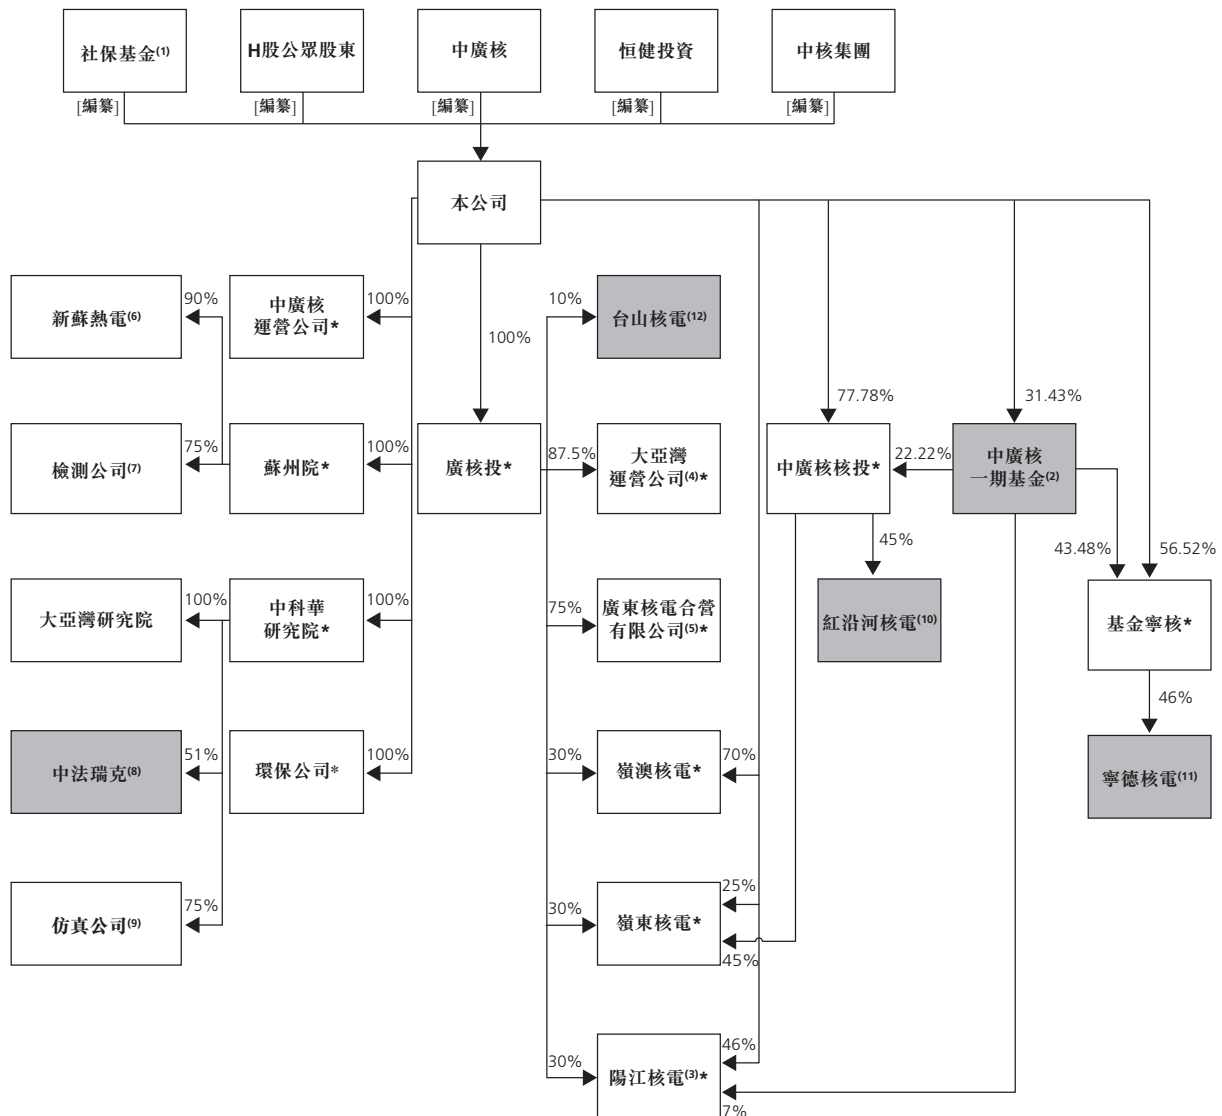 社保基金(1)
H股公眾股東
中廣核
恒健投資
中核集團
[編纂]
[編纂]
[編纂]
[編纂]
[編纂]
本公司
新蘇熱電(6)
90%
中廣核
運營公司*
100%
100%
10%
台山核電(12)
77.78%
31.43%
檢測公司(7)
75%
蘇州院*
100%
廣核投*
87.5%
大亞灣
運營公司(4)*
中廣核核投*
22.22%
中廣核
一期基金(2)
45%
43.48%
56.52%
大亞灣研究院
100%
中科華
研究院*
100%
75%
廣東核電合營
有限公司(5)*
紅沿河核電(10)
基金寧核*
46%
中法瑞克(8)
51%
環保公司*
100%
30%
嶺澳核電*
70%
寧德核電(11)
仿真公司(9)
75%
30%
嶺東核電*
25%
45%
30%
陽江核電(3)*
46%
7%